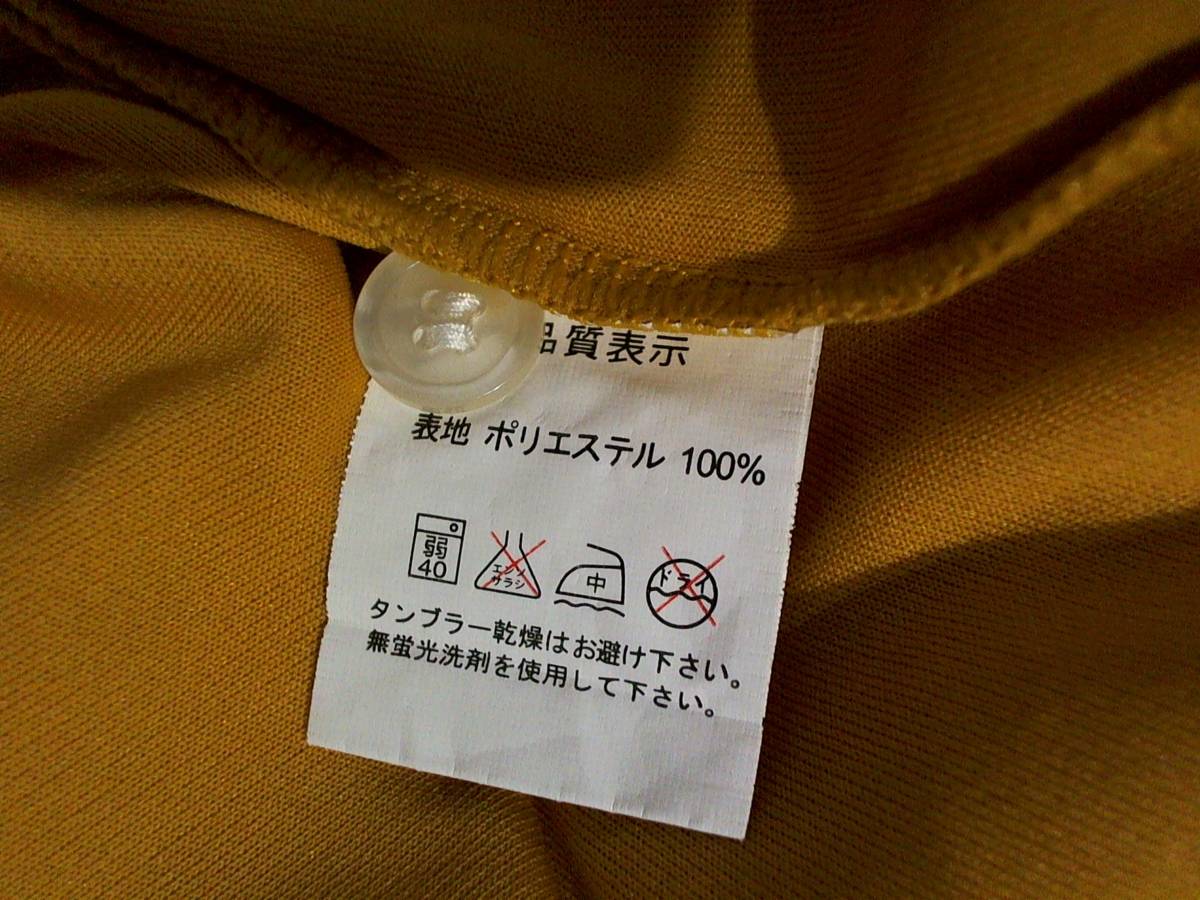 品質表示
表地 ポリエステル 100%
弱 40 エンソサラシ 中 ドライ
タンブラー乾燥はお避け下さい。
無蛍光洗剤を使用して下さい。